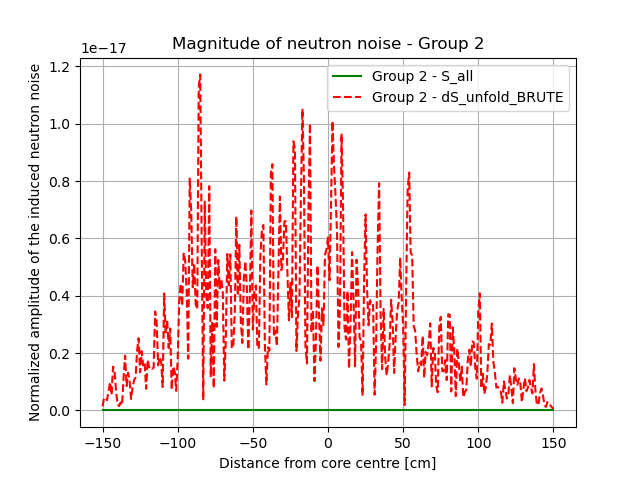 Magnitude of neutron noise - Group 2
1e−17
Group 2 - S_all
Group 2 - dS_unfold_BRUTE
Normalized amplitude of the induced neutron noise
1.2
1.0
0.8
0.6
0.4
0.2
0.0
−150 −100 −50 0 50 100 150
Distance from core centre [cm]